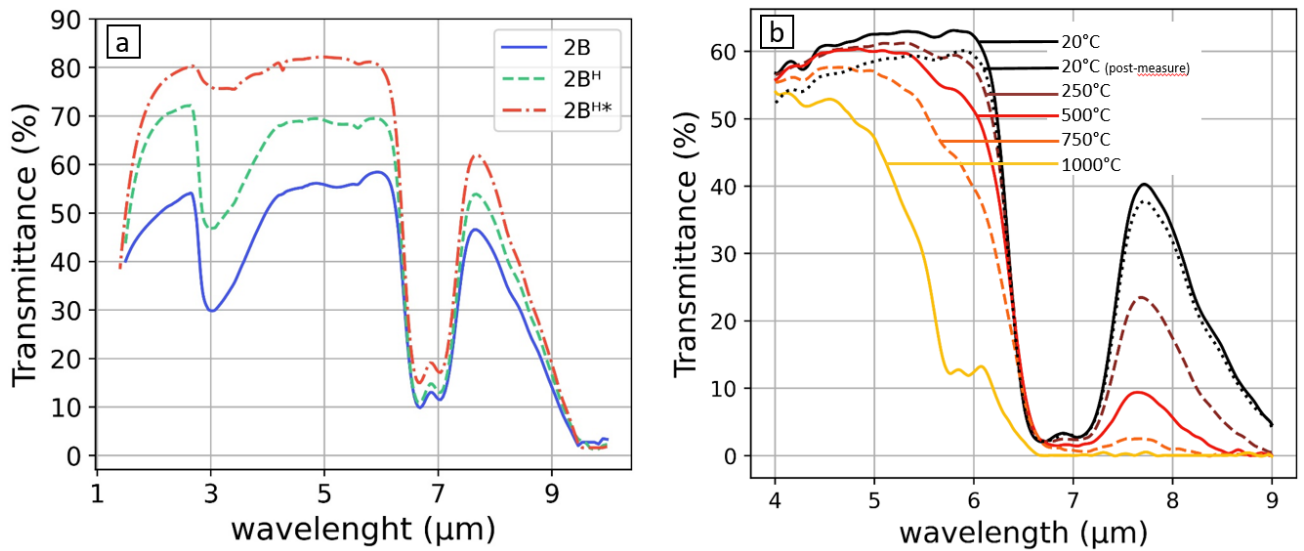 a
90
80
70
60
50
40
30
20
10
0
Transmittance (%)
1
3
5
7
9
wavelenght (µm)
2B
2Bᴴ
2Bᴴ*
b
60
50
40
30
20
10
0
Transmittance (%)
4
5
6
7
8
9
wavelength (µm)
20°C
20°C (post-measure)
250°C
500°C
750°C
1000°C